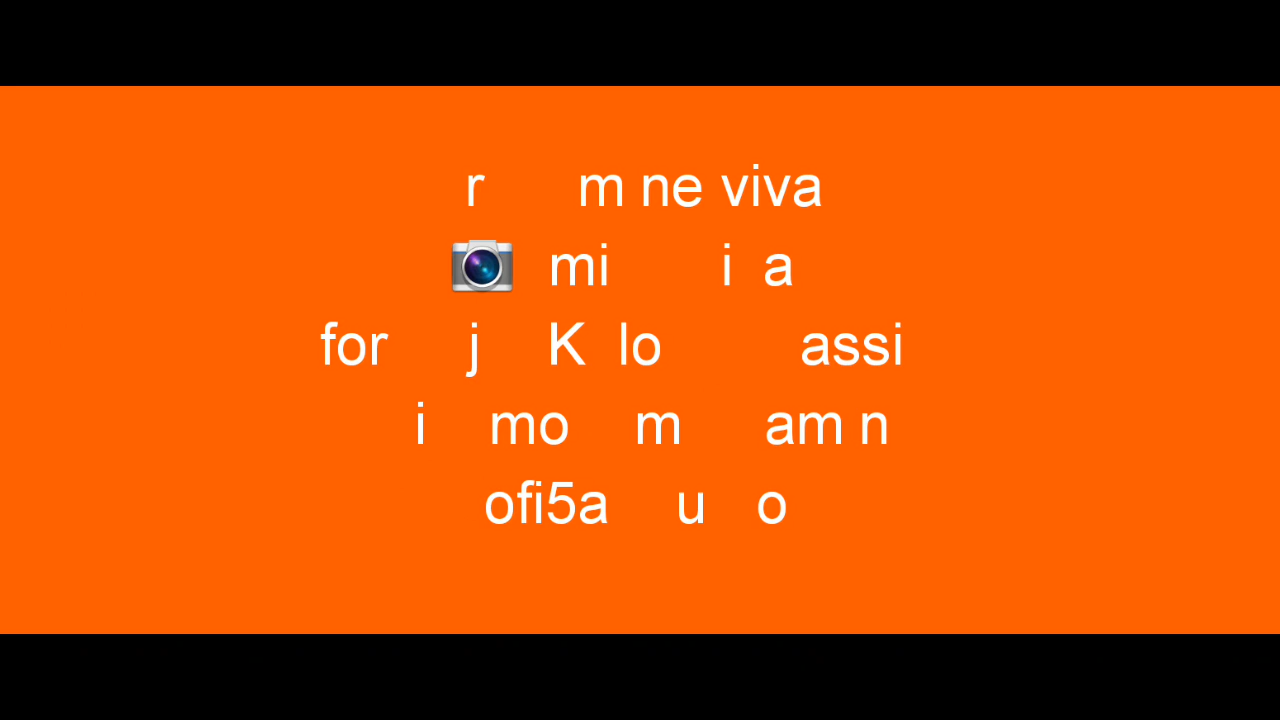 r m ne viva
📷 mi i a
for j K lo assi
i mo m am n
ofi5a u o